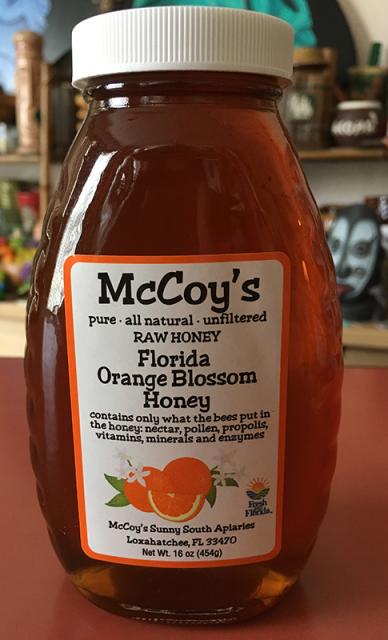 McCoy's
pure · all natural · unfiltered
RAW HONEY
Florida
Orange Blossom
Honey
contains only what the bees put in
the honey: nectar, pollen, propolis,
vitamins, minerals and enzymes
Fresh
from
Florida
McCoy's Sunny South Apiaries
Loxahatchee, FL 33470
Net Wt. 16 oz (454g)